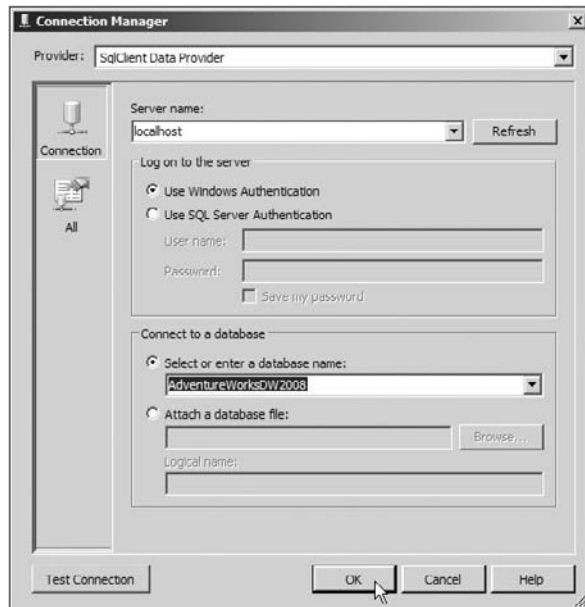 Connection Manager
Provider: SqlClient Data Provider
Connection
All
Server name:
localhost
Refresh
Log on to the server
Use Windows Authentication
Use SQL Server Authentication
User name:
Password:
Save my password
Connect to a database
Select or enter a database name:
AdventureWorksDW2008
Attach a database file:
Browse...
Logical name:
Test Connection
OK
Cancel
Help